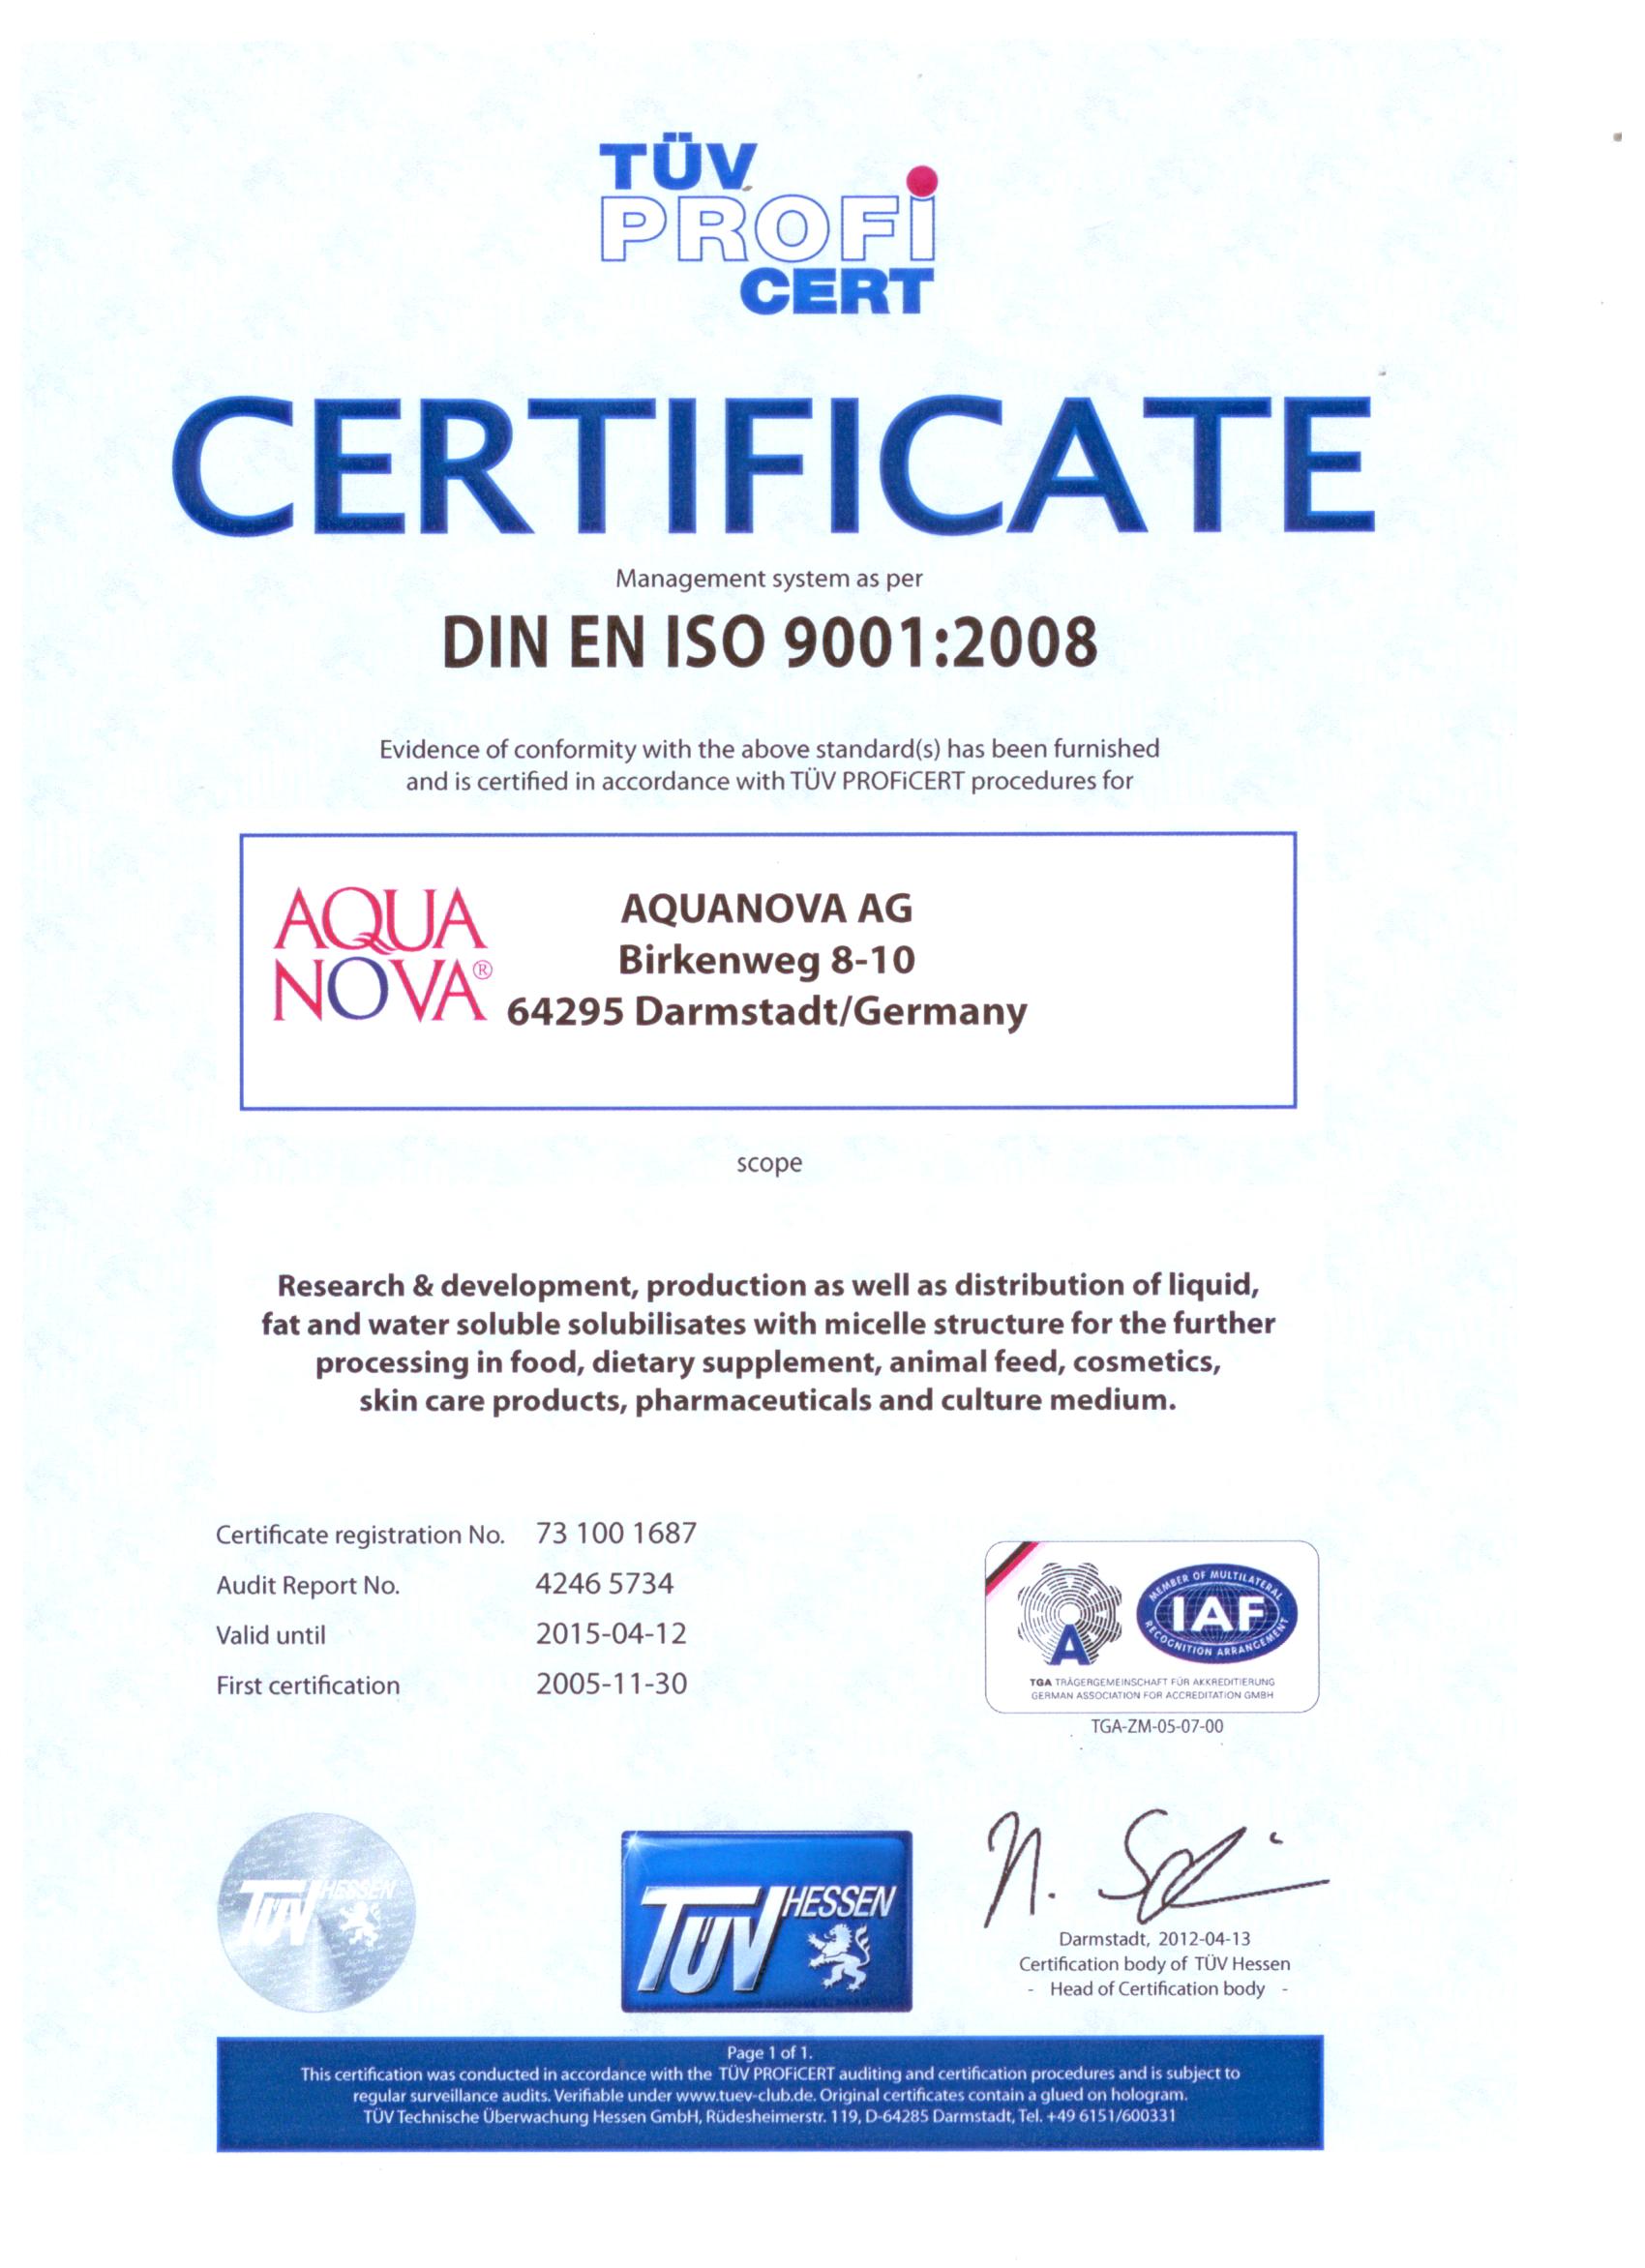 TÜV
PROFi
CERT
CERTIFICATE
Management system as per
DIN EN ISO 9001:2008
Evidence of conformity with the above standard(s) has been furnished
and is certified in accordance with TÜV PROFiCERT procedures for
AQUA
NOVA®
AQUANOVA AG
Birkenweg 8-10
64295 Darmstadt/Germany
scope
Research & development, production as well as distribution of liquid,
fat and water soluble solubilisates with micelle structure for the further
processing in food, dietary supplement, animal feed, cosmetics,
skin care products, pharmaceuticals and culture medium.
Certificate registration No. 73 100 1687
Audit Report No. 4246 5734
Valid until 2015-04-12
First certification 2005-11-30
A
MEMBER OF MULTILATERAL
IAF
RECOGNITION ARRANGEMENT
TGA TRÄGERGEMEINSCHAFT FÜR AKKREDITIERUNG
GERMAN ASSOCIATION FOR ACCREDITATION GMBH
TGA-ZM-05-07-00
TÜV HESSEN
TÜV HESSEN
Darmstadt, 2012-04-13
Certification body of TÜV Hessen
- Head of Certification body -
Page 1 of 1.
This certification was conducted in accordance with the TÜV PROFiCERT auditing and certification procedures and is subject to
regular surveillance audits. Verifiable under www.tuev-club.de. Original certificates contain a glued on hologram.
TÜV Technische Überwachung Hessen GmbH, Rüdesheimerstr. 119, D-64285 Darmstadt, Tel. +49 6151/600331